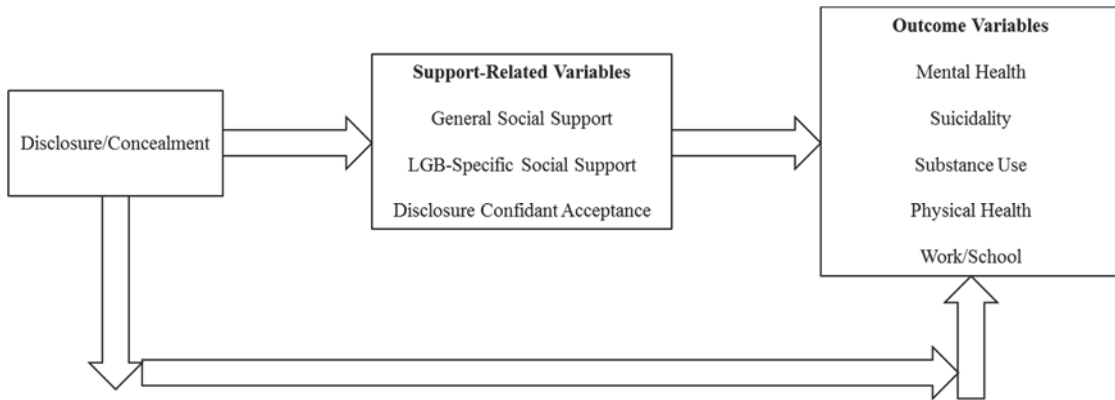 Disclosure/Concealment
Support-Related Variables
General Social Support
LGB-Specific Social Support
Disclosure Confidant Acceptance
Outcome Variables
Mental Health
Suicidality
Substance Use
Physical Health
Work/School